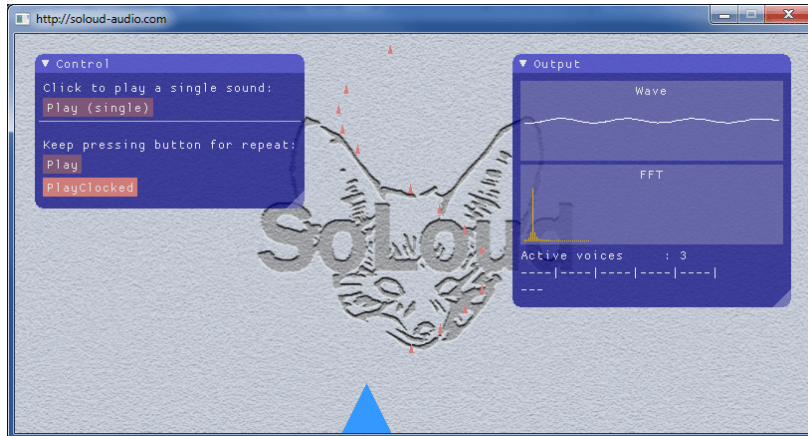 http://soloud-audio.com
▼ Control
Click to play a single sound:
Play (single)
Keep pressing button for repeat:
Play
PlayClocked
SoLoud
▼ Output
Wave
FFT
Active voices : 3
----|----|----|----|----|
---